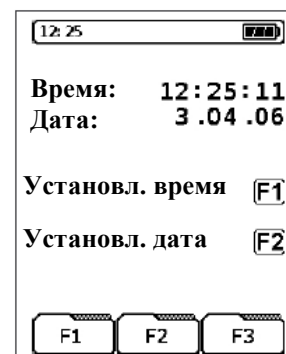 12:25
Время: 12:25:11
Дата: 3 .04 .06
Установл. время F1
Установл. дата F2
F1 F2 F3